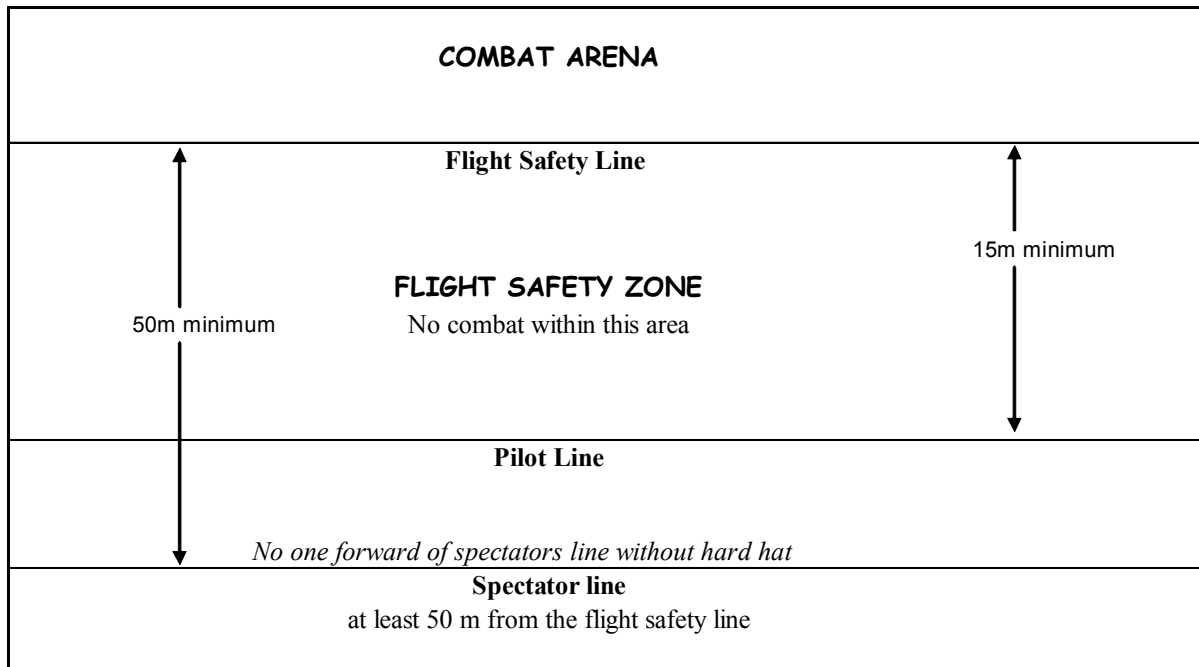 COMBAT ARENA
Flight Safety Line
15m minimum
FLIGHT SAFETY ZONE
50m minimum
No combat within this area
Pilot Line
No one forward of spectators line without hard hat
Spectator line
at least 50 m from the flight safety line